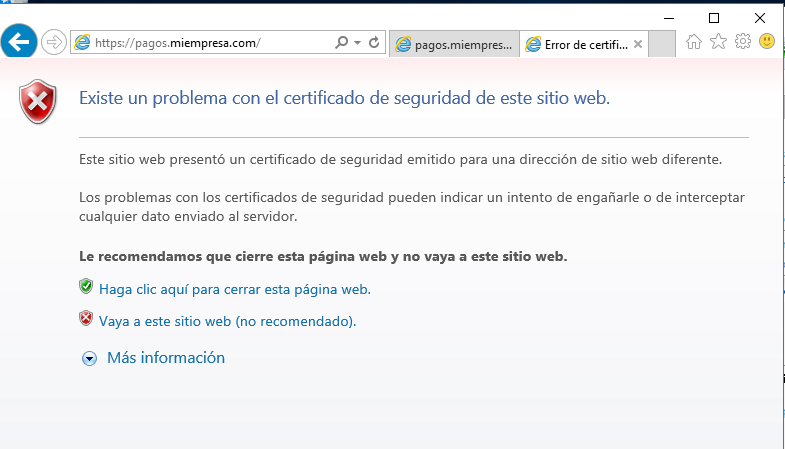 https://pagos.miempresa.com/
pagos.miempres...
Error de certifi...
Existe un problema con el certificado de seguridad de este sitio web.
Este sitio web presentó un certificado de seguridad emitido para una dirección de sitio web diferente.
Los problemas con los certificados de seguridad pueden indicar un intento de engañarle o de interceptar
cualquier dato enviado al servidor.
Le recomendamos que cierre esta página web y no vaya a este sitio web.
Haga clic aquí para cerrar esta página web.
Vaya a este sitio web (no recomendado).
Más información